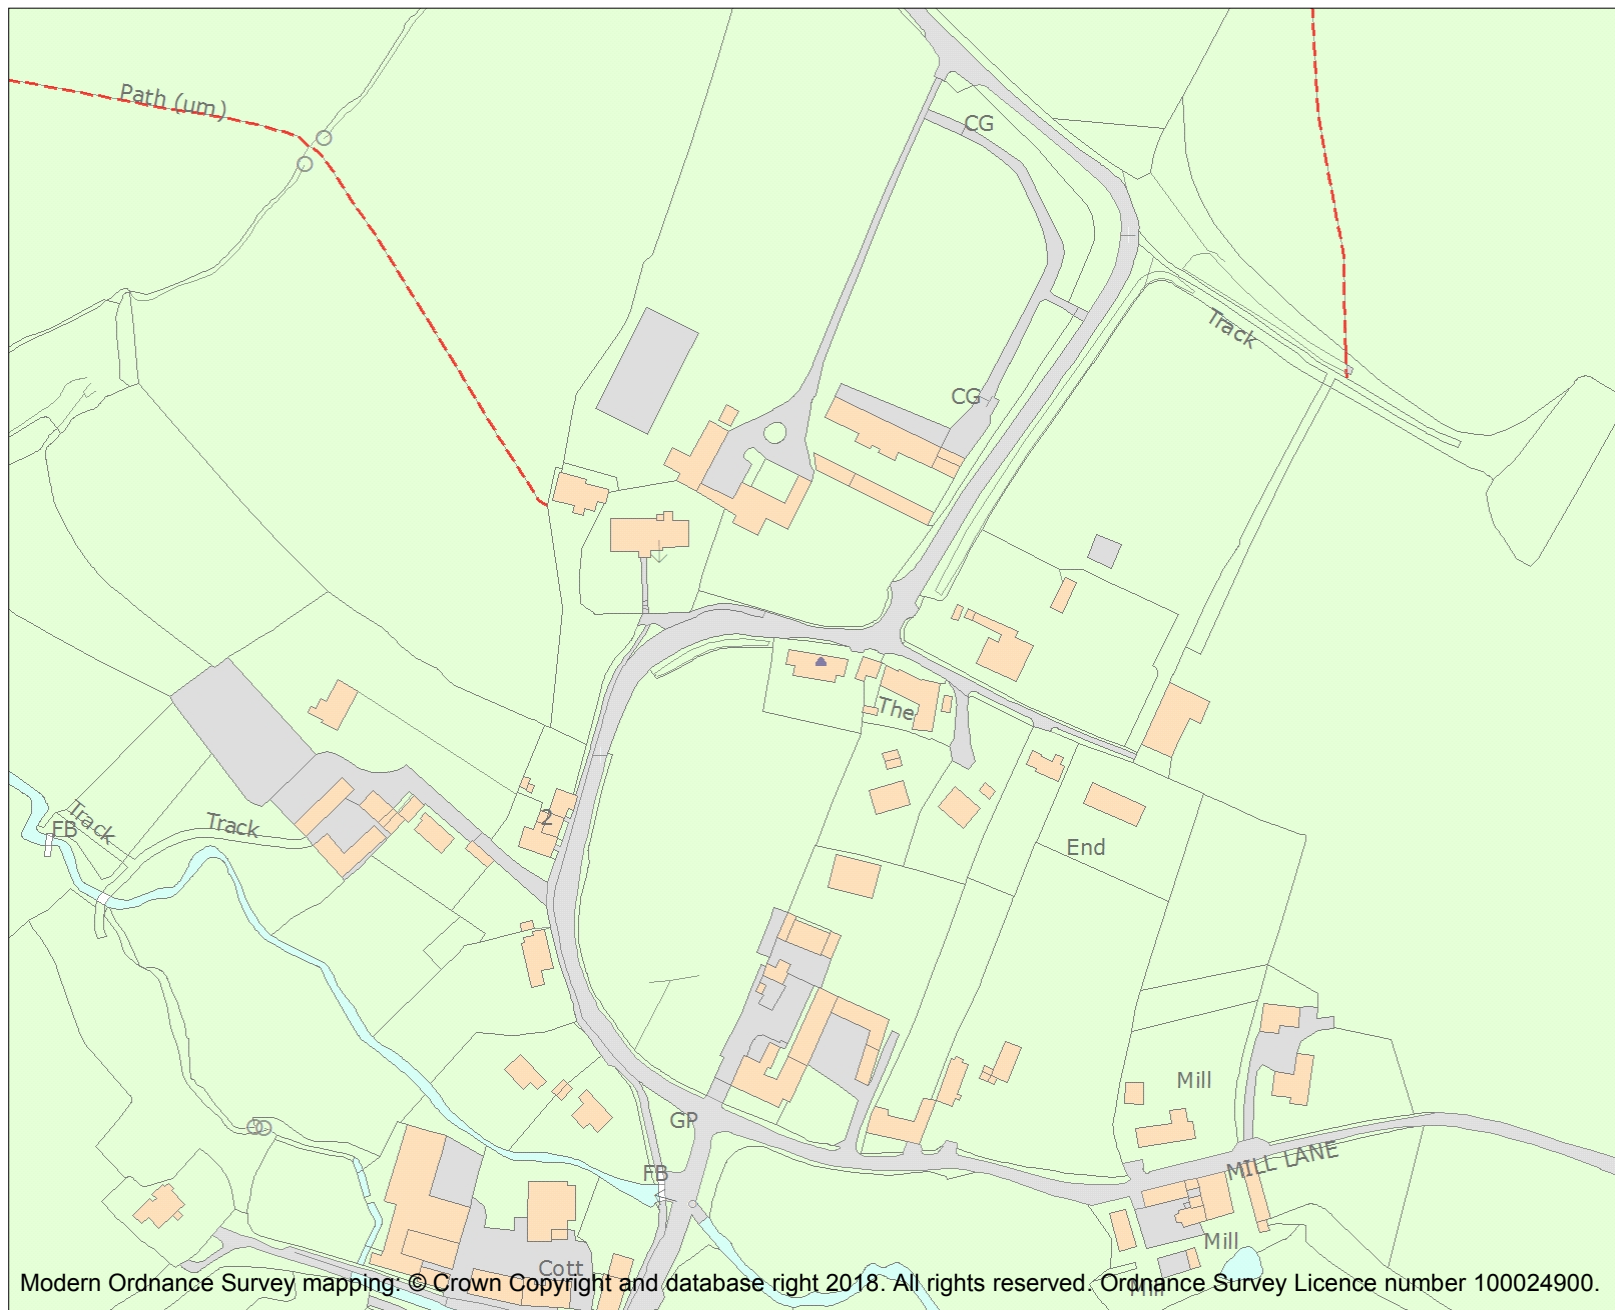 Path (um)
CG
Track
CG
The
2
Track
Track
FB
End
Mill
GP
MILL LANE
FB
Mill
Cott
Mill
Modern Ordnance Survey mapping: © Crown Copyright and database right 2018. All rights reserved. Ordnance Survey Licence number 100024900.